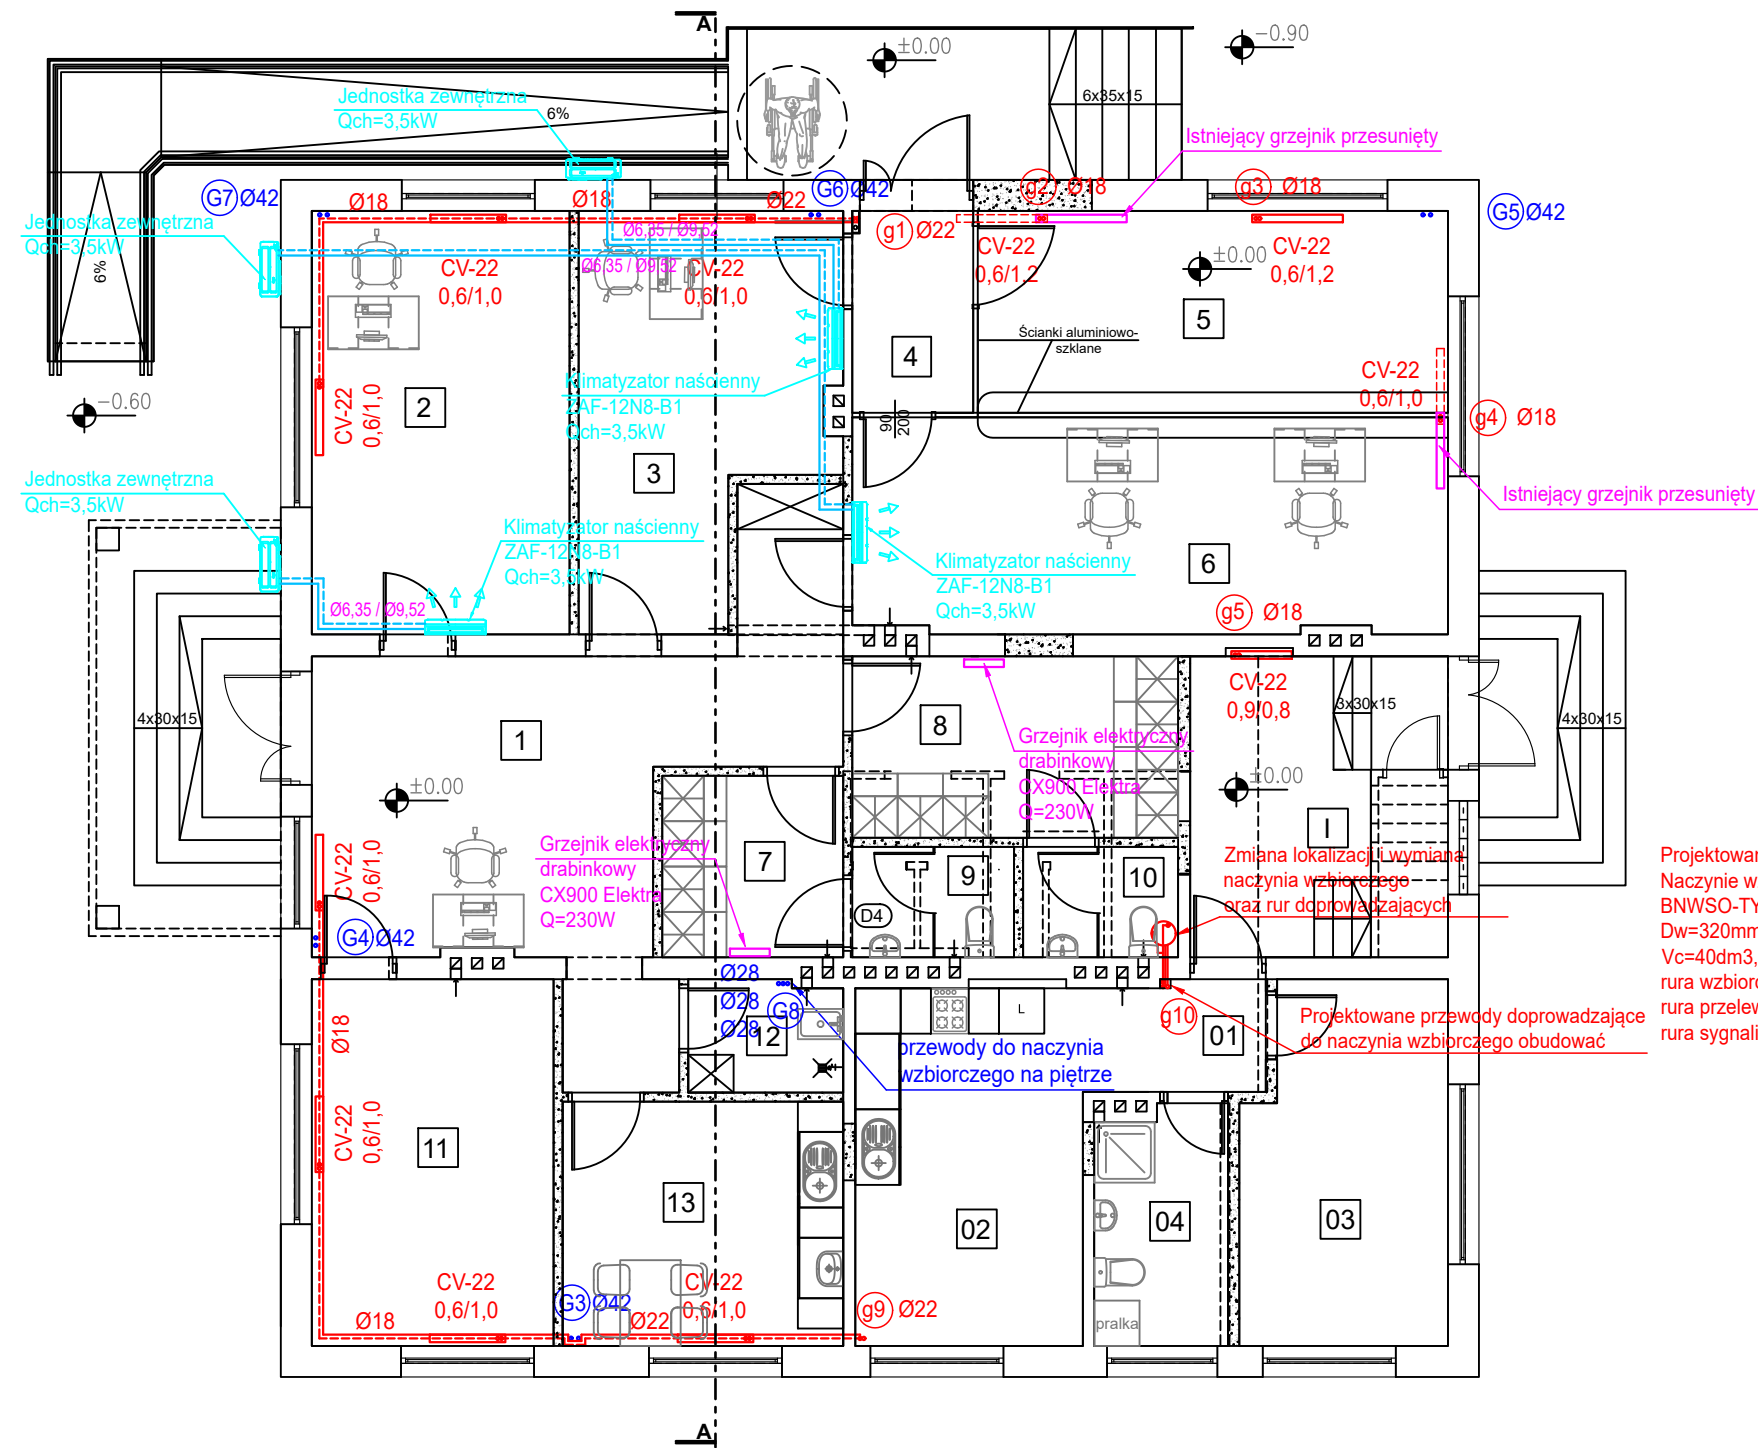 A
±0.00
-0.90
Jednostka zewnętrzna
Qch=3,5kW
6%
6x35x15
Istniejący grzejnik przesunięty
G7 Ø42
Ø18
Ø18
Ø22
G6 Ø42
g2 Ø18
g3 Ø18
G5 Ø42
Jednostka zewnętrzna
Qch=3,5kW
6%
Ø6,35 / Ø9,52
Ø6,35 / Ø9,52
g1 Ø22
CV-22
0,6/1,0
CV-22
0,6/1,0
CV-22
0,6/1,2
±0.00
CV-22
0,6/1,2
5
4
Ścianki aluminiowo-
szklane
CV-22
0,6/1,0
-0.60
2
CV-22
0,6/1,0
Klimatyzator naścienny
ZAF-12N8-B1
Qch=3,5kW
90
200
g4 Ø18
3
Jednostka zewnętrzna
Qch=3,5kW
Istniejący grzejnik przesunięty
Klimatyzator naścienny
ZAF-12N8-B1
Qch=3,5kW
Klimatyzator naścienny
ZAF-12N8-B1
Qch=3,5kW
6
Ø6,35 / Ø9,52
g5 Ø18
4x30x15
1
8
CV-22
0,9/0,8
3x30x15
4x30x15
Grzejnik elektryczny
drabinkowy
CX900 Elektra
Q=230W
±0.00
±0.00
I
CV-22
0,6/1,0
Grzejnik elektryczny
drabinkowy
CX900 Elektra
Q=230W
7
9
10
D4
Zmiana lokalizacji i wymiana
naczynia wzbiorczego
oraz rur doprowadzających
Projektowan
Naczynie w
BNWSO-TY
Dw=320mm
Vc=40dm3,
rura wzbiorc
rura przelew
rura sygnali
G4 Ø42
Ø28
Ø28
Ø28
G8
12
L
g10
01
Projektowane przewody doprowadzające
do naczynia wzbiorczego obudować
przewody do naczynia
wzbiorczego na piętrze
Ø18
CV-22
0,6/1,0
11
13
02
04
03
CV-22
0,6/1,0
G3 Ø42
CV-22
0,6/1,0
Ø18
Ø22
g9 Ø22
pralka
A